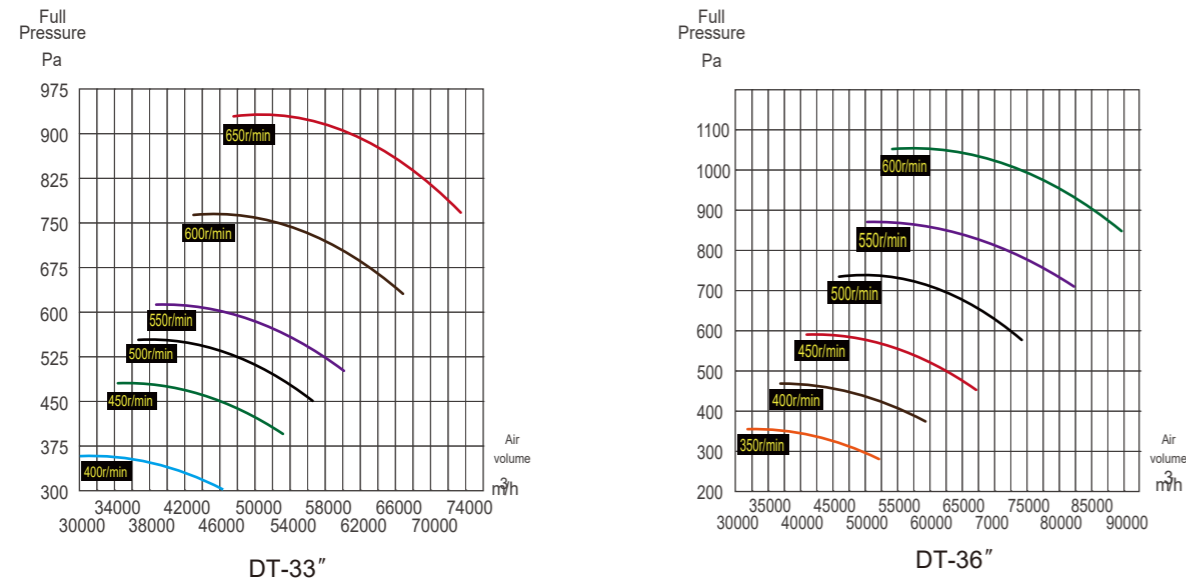 Full
Pressure
Pa
975
900
825
750
675
600
525
450
375
300
650r/min
600r/min
550r/min
500r/min
450r/min
400r/min
Air
volume
3
m/h
34000 42000 50000 58000 66000 74000
30000 38000 46000 54000 62000 70000
DT-33″
Full
Pressure
Pa
1100
1000
900
800
700
600
500
400
300
200
600r/min
550r/min
500r/min
450r/min
400r/min
350r/min
Air
volume
3
m/h
35000 45000 55000 65000 75000 85000
30000 40000 50000 60000 7000 80000 90000
DT-36″